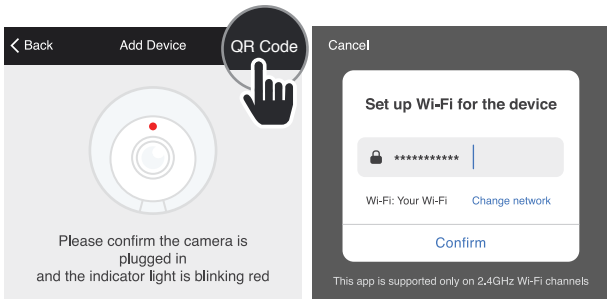 Back
Add Device
QR Code
Please confirm the camera is
plugged in
and the indicator light is blinking red
Cancel
Set up Wi-Fi for the device
***********
Wi-Fi: Your Wi-Fi
Change network
Confirm
This app is supported only on 2.4GHz Wi-Fi channels